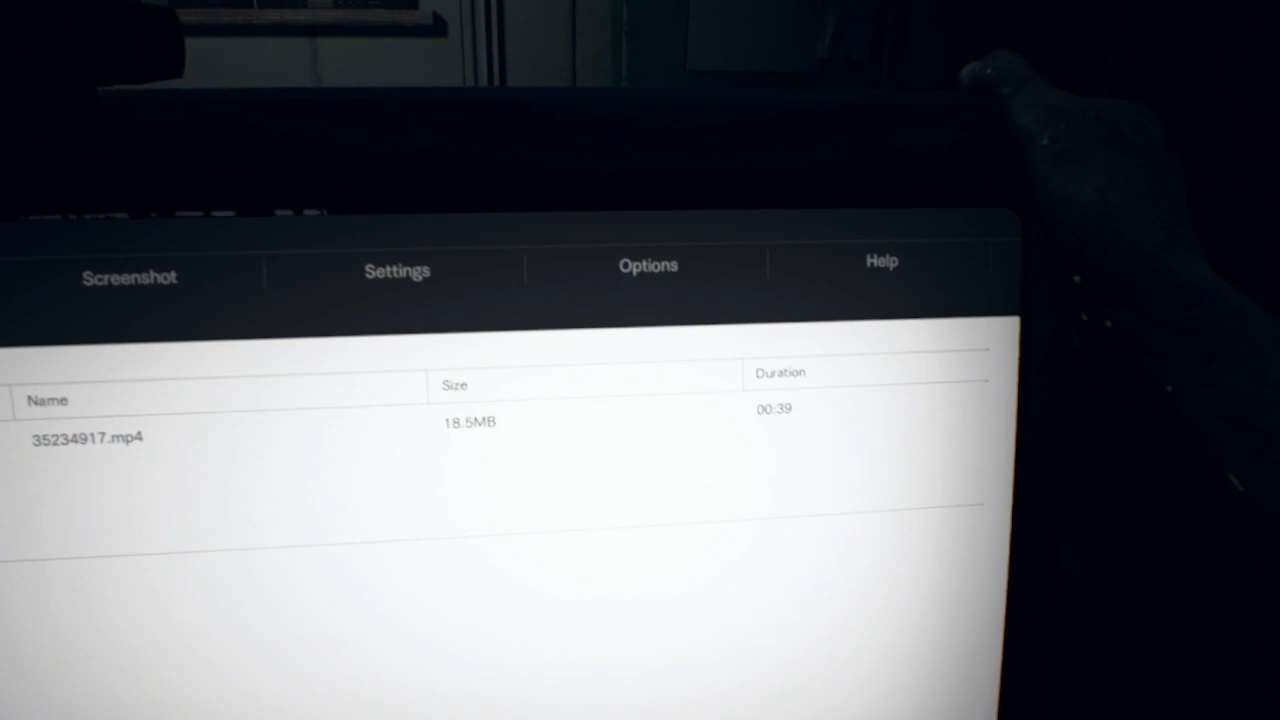 Screenshot Settings Options Help
Name Size Duration
35234917.mp4 18.5MB 00:39